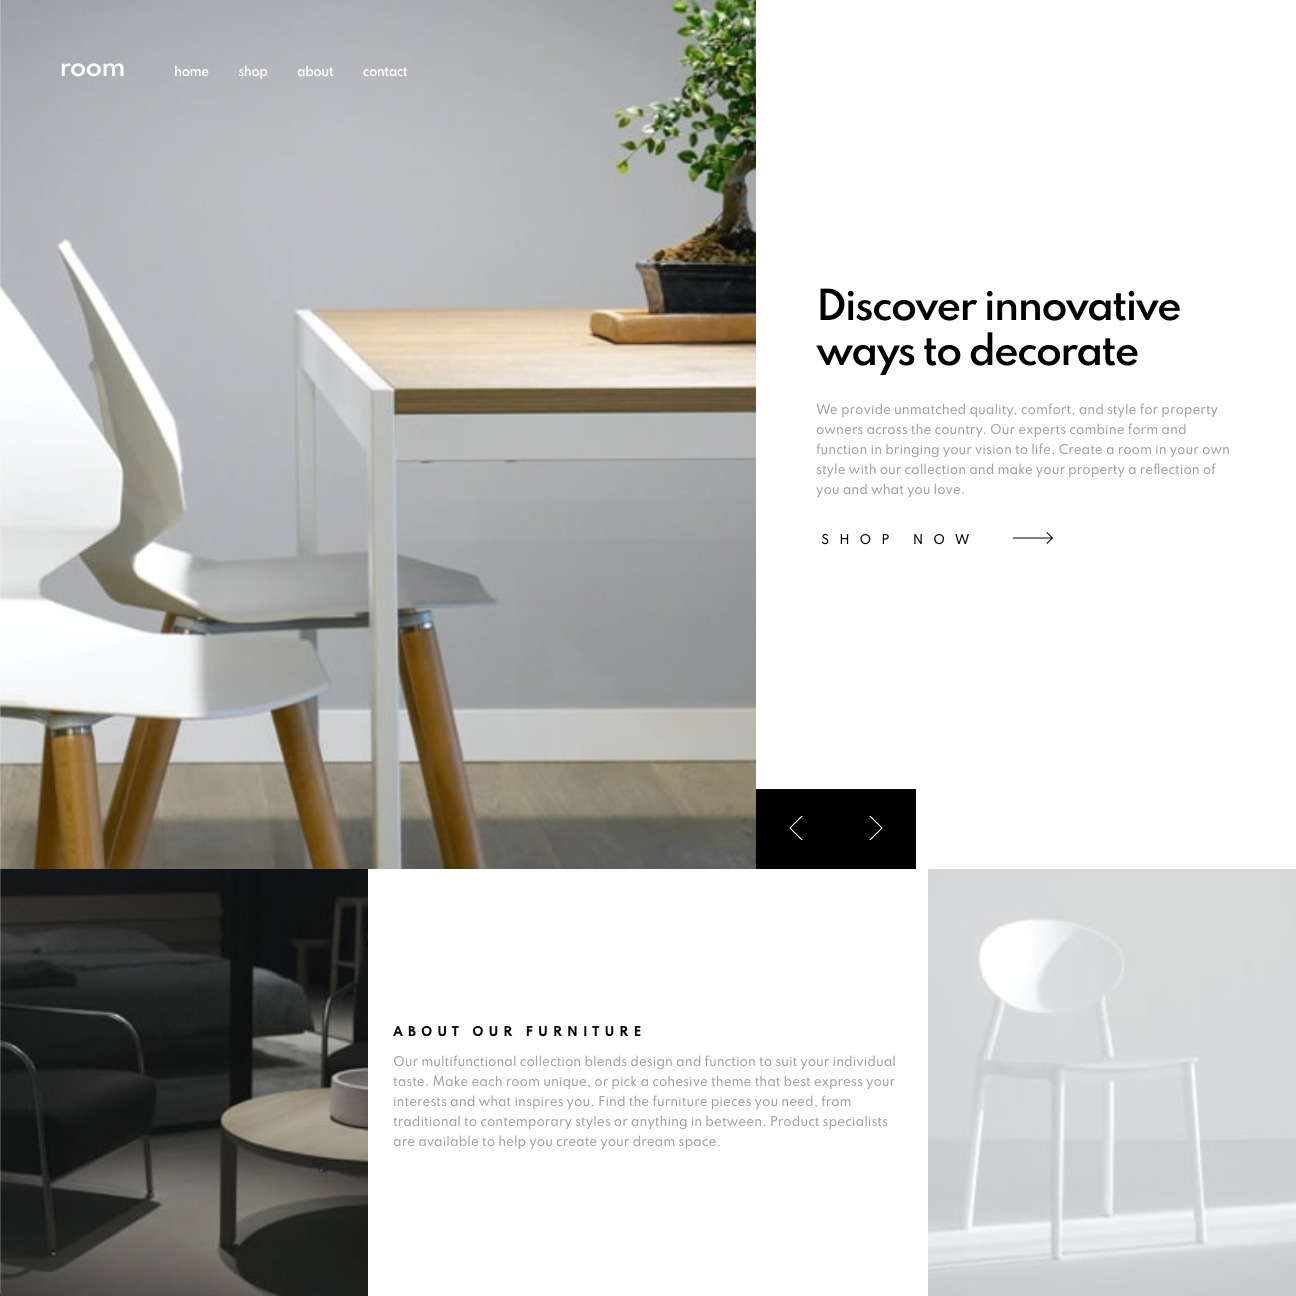 room
home shop about contact
Discover innovative
ways to decorate
We provide unmatched quality, comfort, and style for property
owners across the country. Our experts combine form and
function in bringing your vision to life. Create a room in your own
style with our collection and make your property a reflection of
you and what you love.
SHOP NOW
ABOUT OUR FURNITURE
Our multifunctional collection blends design and function to suit your individual
taste. Make each room unique, or pick a cohesive theme that best express your
interests and what inspires you. Find the furniture pieces you need, from
traditional to contemporary styles or anything in between. Product specialists
are available to help you create your dream space.